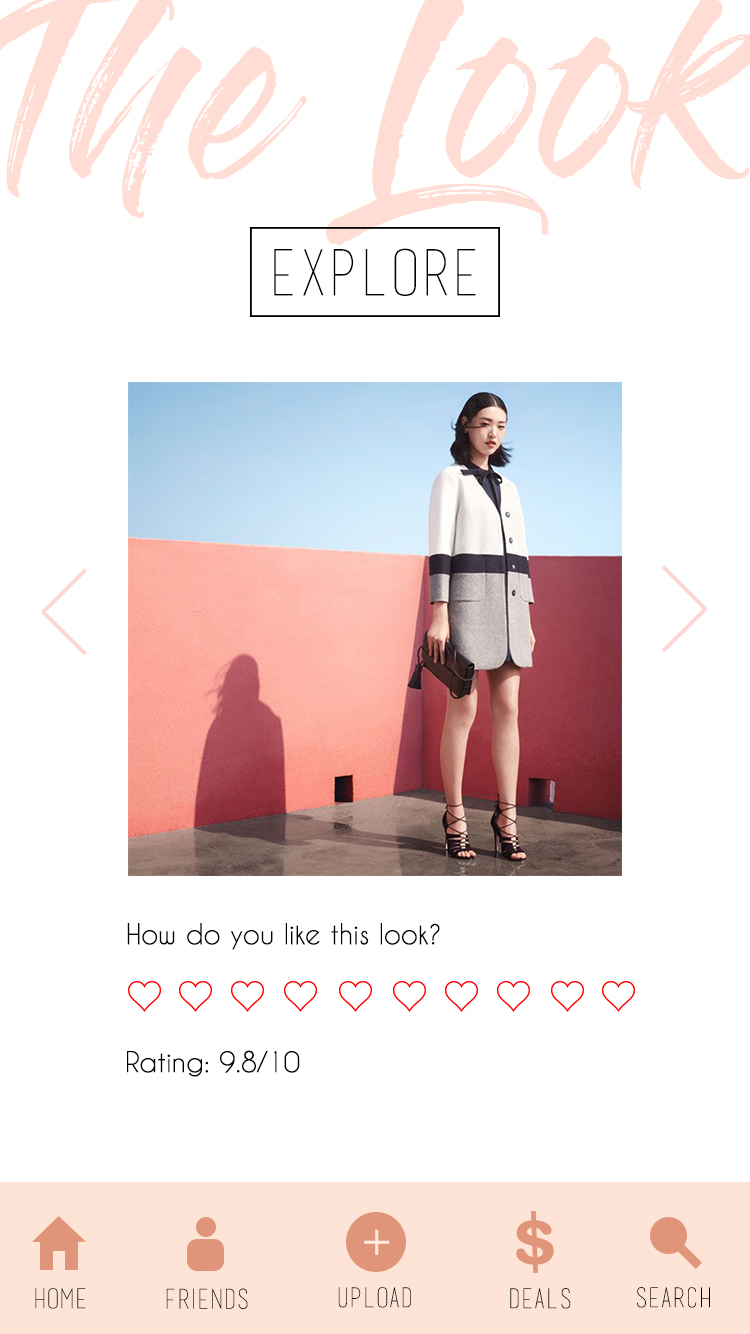 The Look
EXPLORE
How do you like this look?
Rating: 9.8/10
HOME FRIENDS UPLOAD DEALS SEARCH